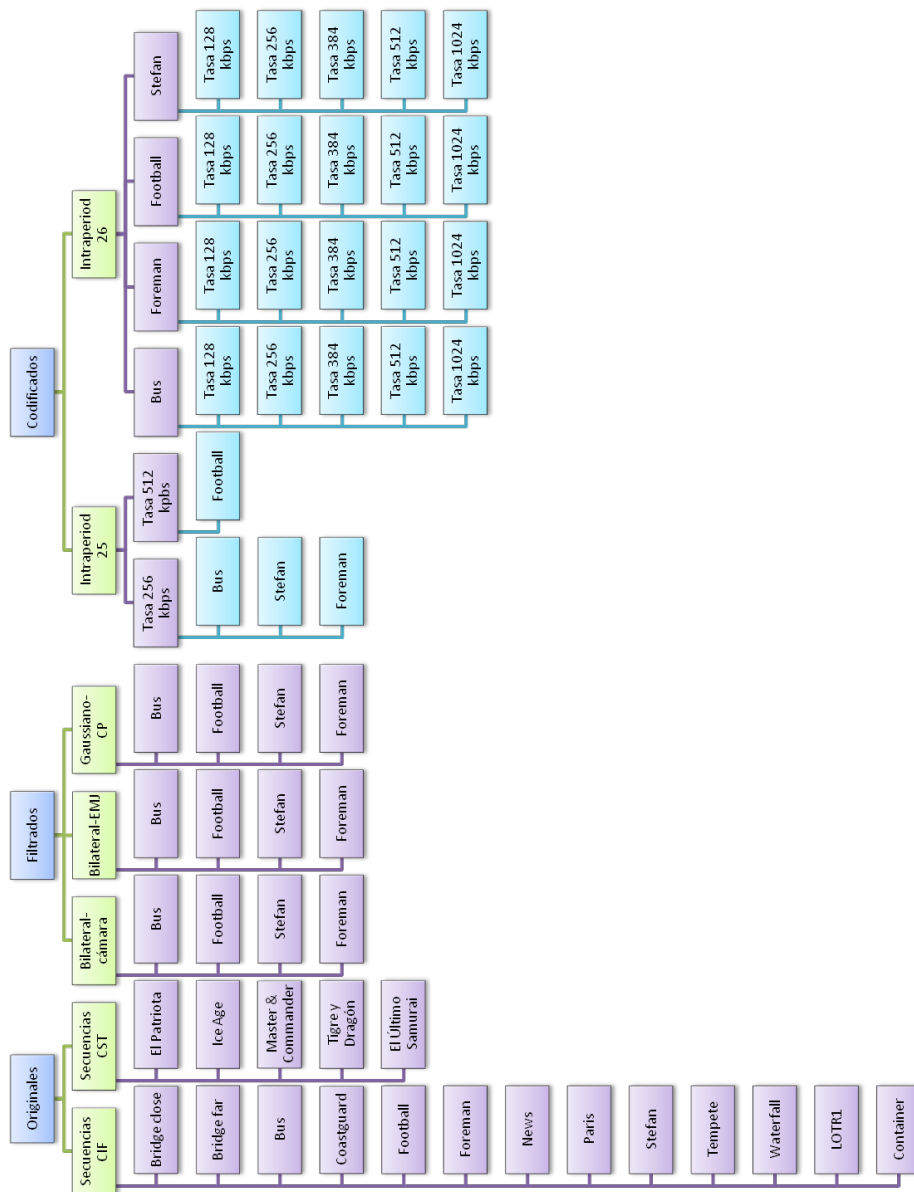 Originales
Secuencias
CIF
Bridge close
Bridge far
Bus
Coastguard
Football
Foreman
News
Paris
Stefan
Tempete
Waterfall
LOTR1
Container
Secuencias
CST
El Patriota
Ice Age
Master &
Commander
Tigre y
Dragón
El Último
Samurai
Filtrados
Bilateral-
cámara
Bus
Football
Stefan
Foreman
Bilateral-EMJ
Bus
Football
Stefan
Foreman
Gaussiano-
CP
Bus
Football
Stefan
Foreman
Codificados
Intraperiod
25
Tasa 256
kbps
Bus
Stefan
Foreman
Tasa 512
kpbs
Football
Intraperiod
26
Bus
Tasa 128
kbps
Tasa 256
kbps
Tasa 384
kbps
Tasa 512
kbps
Tasa 1024
kbps
Foreman
Tasa 128
kbps
Tasa 256
kbps
Tasa 384
kbps
Tasa 512
kbps
Tasa 1024
kbps
Football
Tasa 128
kbps
Tasa 256
kbps
Tasa 384
kbps
Tasa 512
kbps
Tasa 1024
kbps
Stefan
Tasa 128
kbps
Tasa 256
kbps
Tasa 384
kbps
Tasa 512
kbps
Tasa 1024
kbps